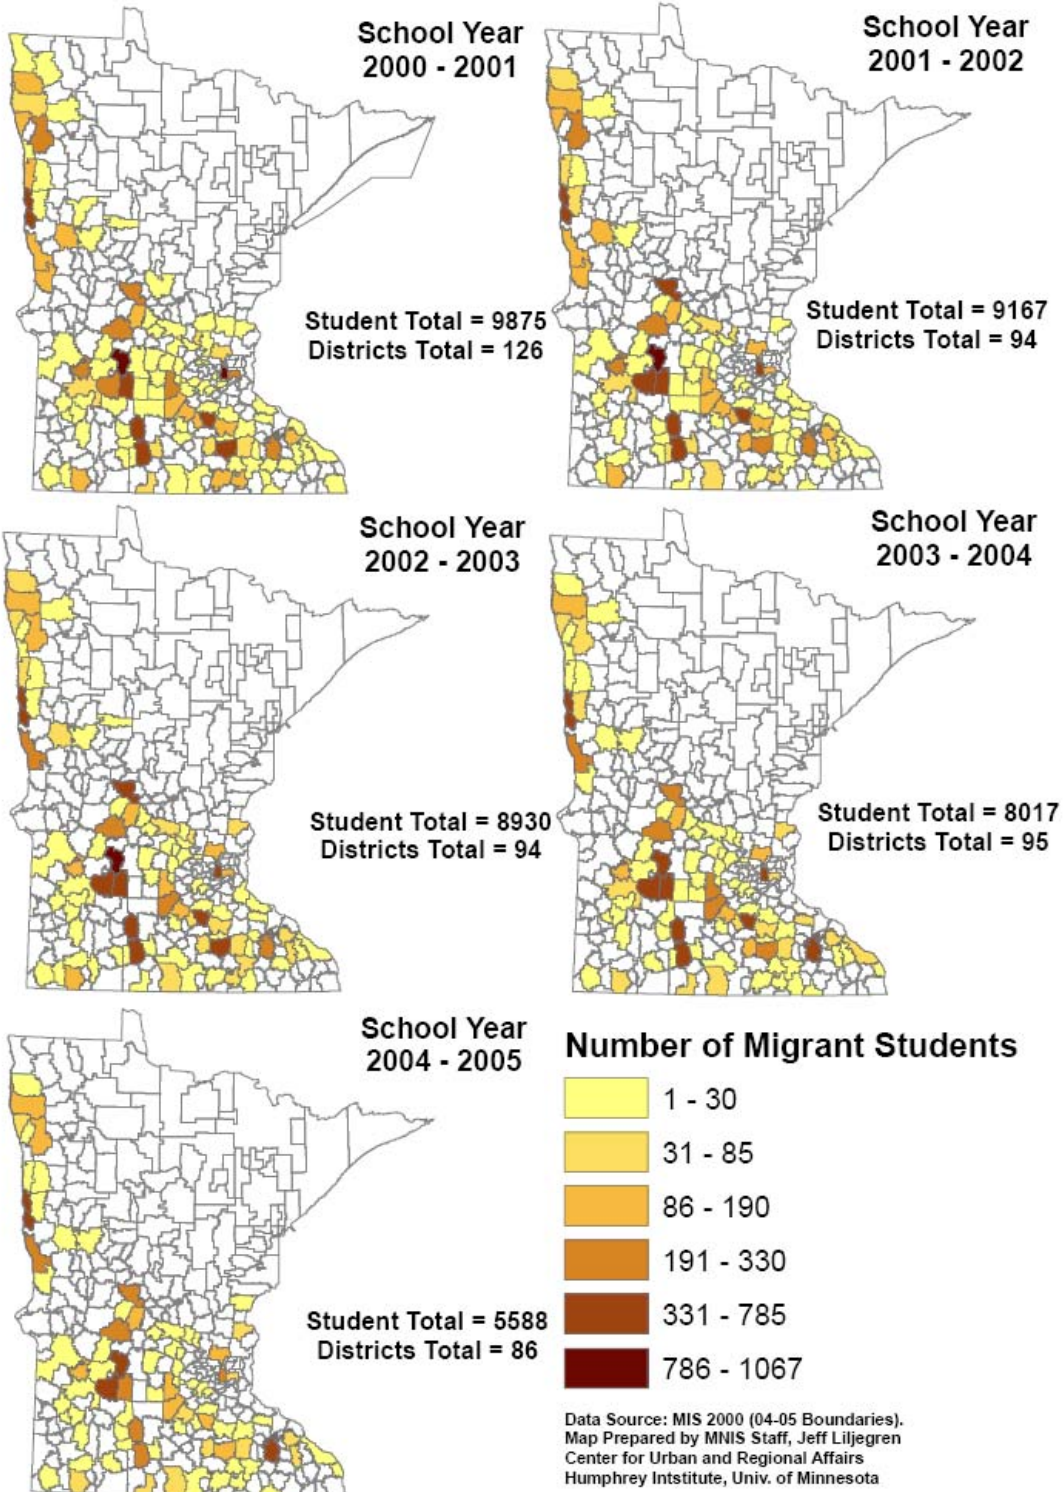 School Year
2000 - 2001
Student Total = 9875
Districts Total = 126
School Year
2001 - 2002
Student Total = 9167
Districts Total = 94
School Year
2002 - 2003
Student Total = 8930
Districts Total = 94
School Year
2003 - 2004
Student Total = 8017
Districts Total = 95
School Year
2004 - 2005
Student Total = 5588
Districts Total = 86
Number of Migrant Students
1 - 30
31 - 85
86 - 190
191 - 330
331 - 785
786 - 1067
Data Source: MIS 2000 (04-05 Boundaries).
Map Prepared by MNIS Staff, Jeff Liljegren
Center for Urban and Regional Affairs
Humphrey Intstitute, Univ. of Minnesota